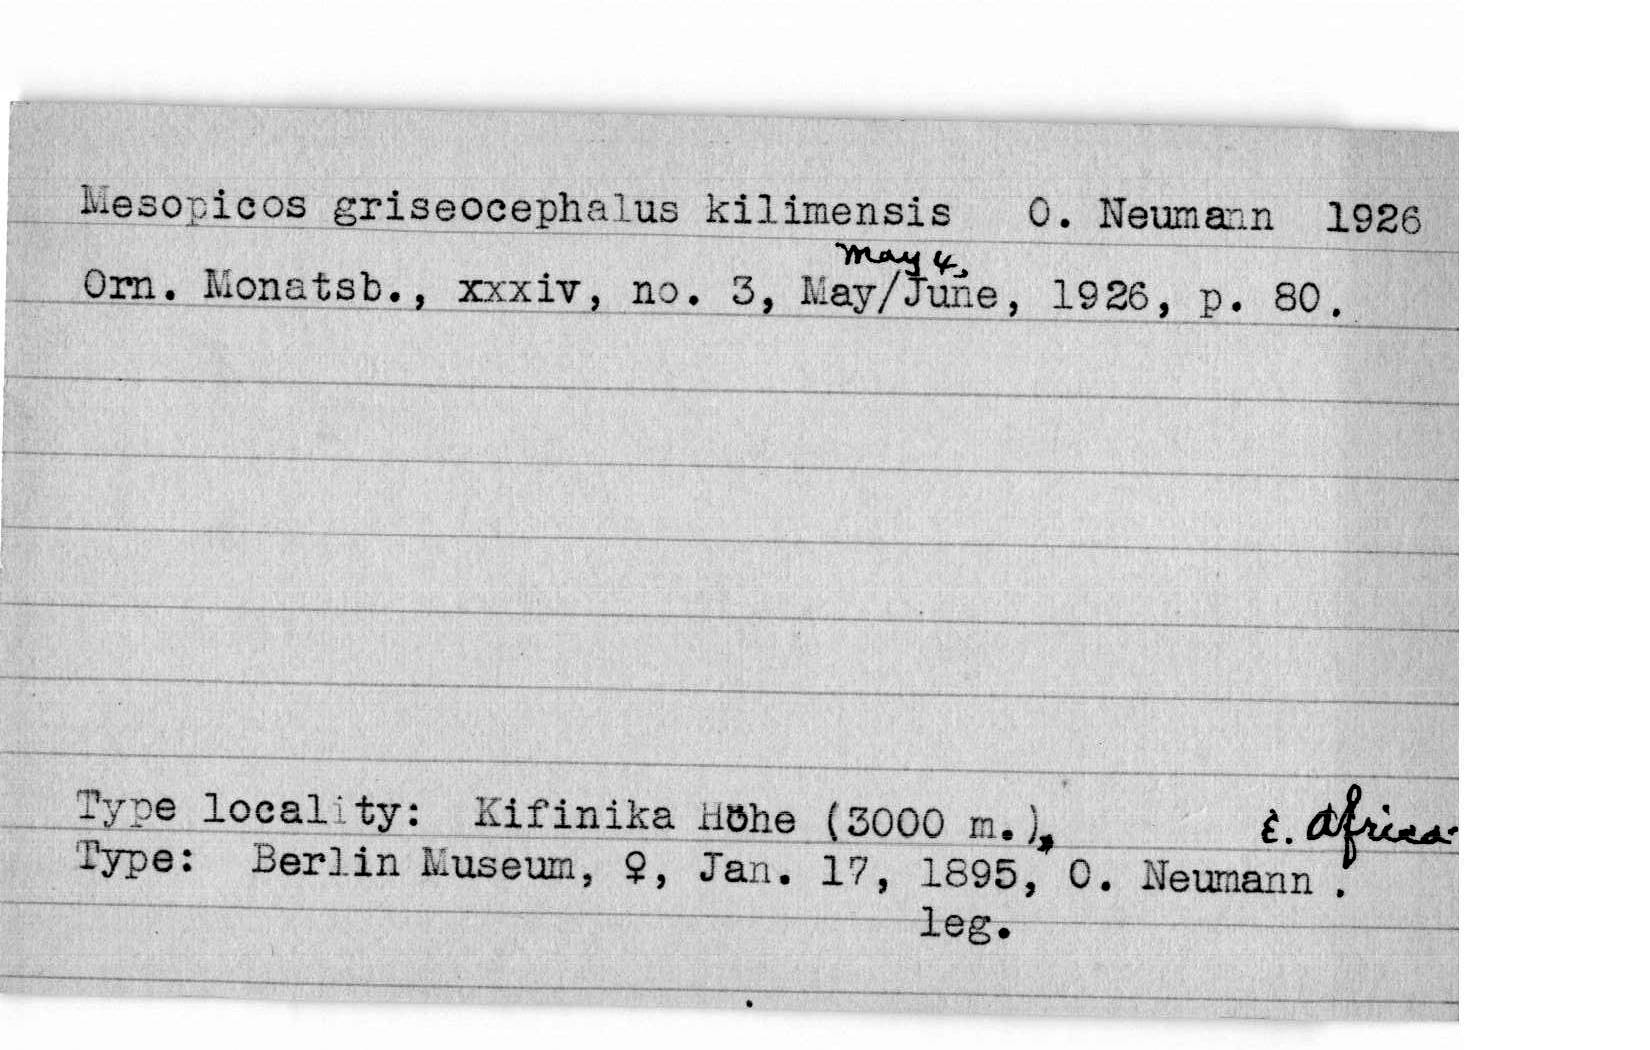 Mesopicos griseocephalus kilimensis O. Neumann 1926
May 4,
Orn. Monatsb., xxxiv, no. 3, May/June, 1926, p. 80.
Type locality: Kifinika Höhe (3000 m.), E. Africa.
Type: Berlin Museum, ♀, Jan. 17, 1895, O. Neumann .
leg.